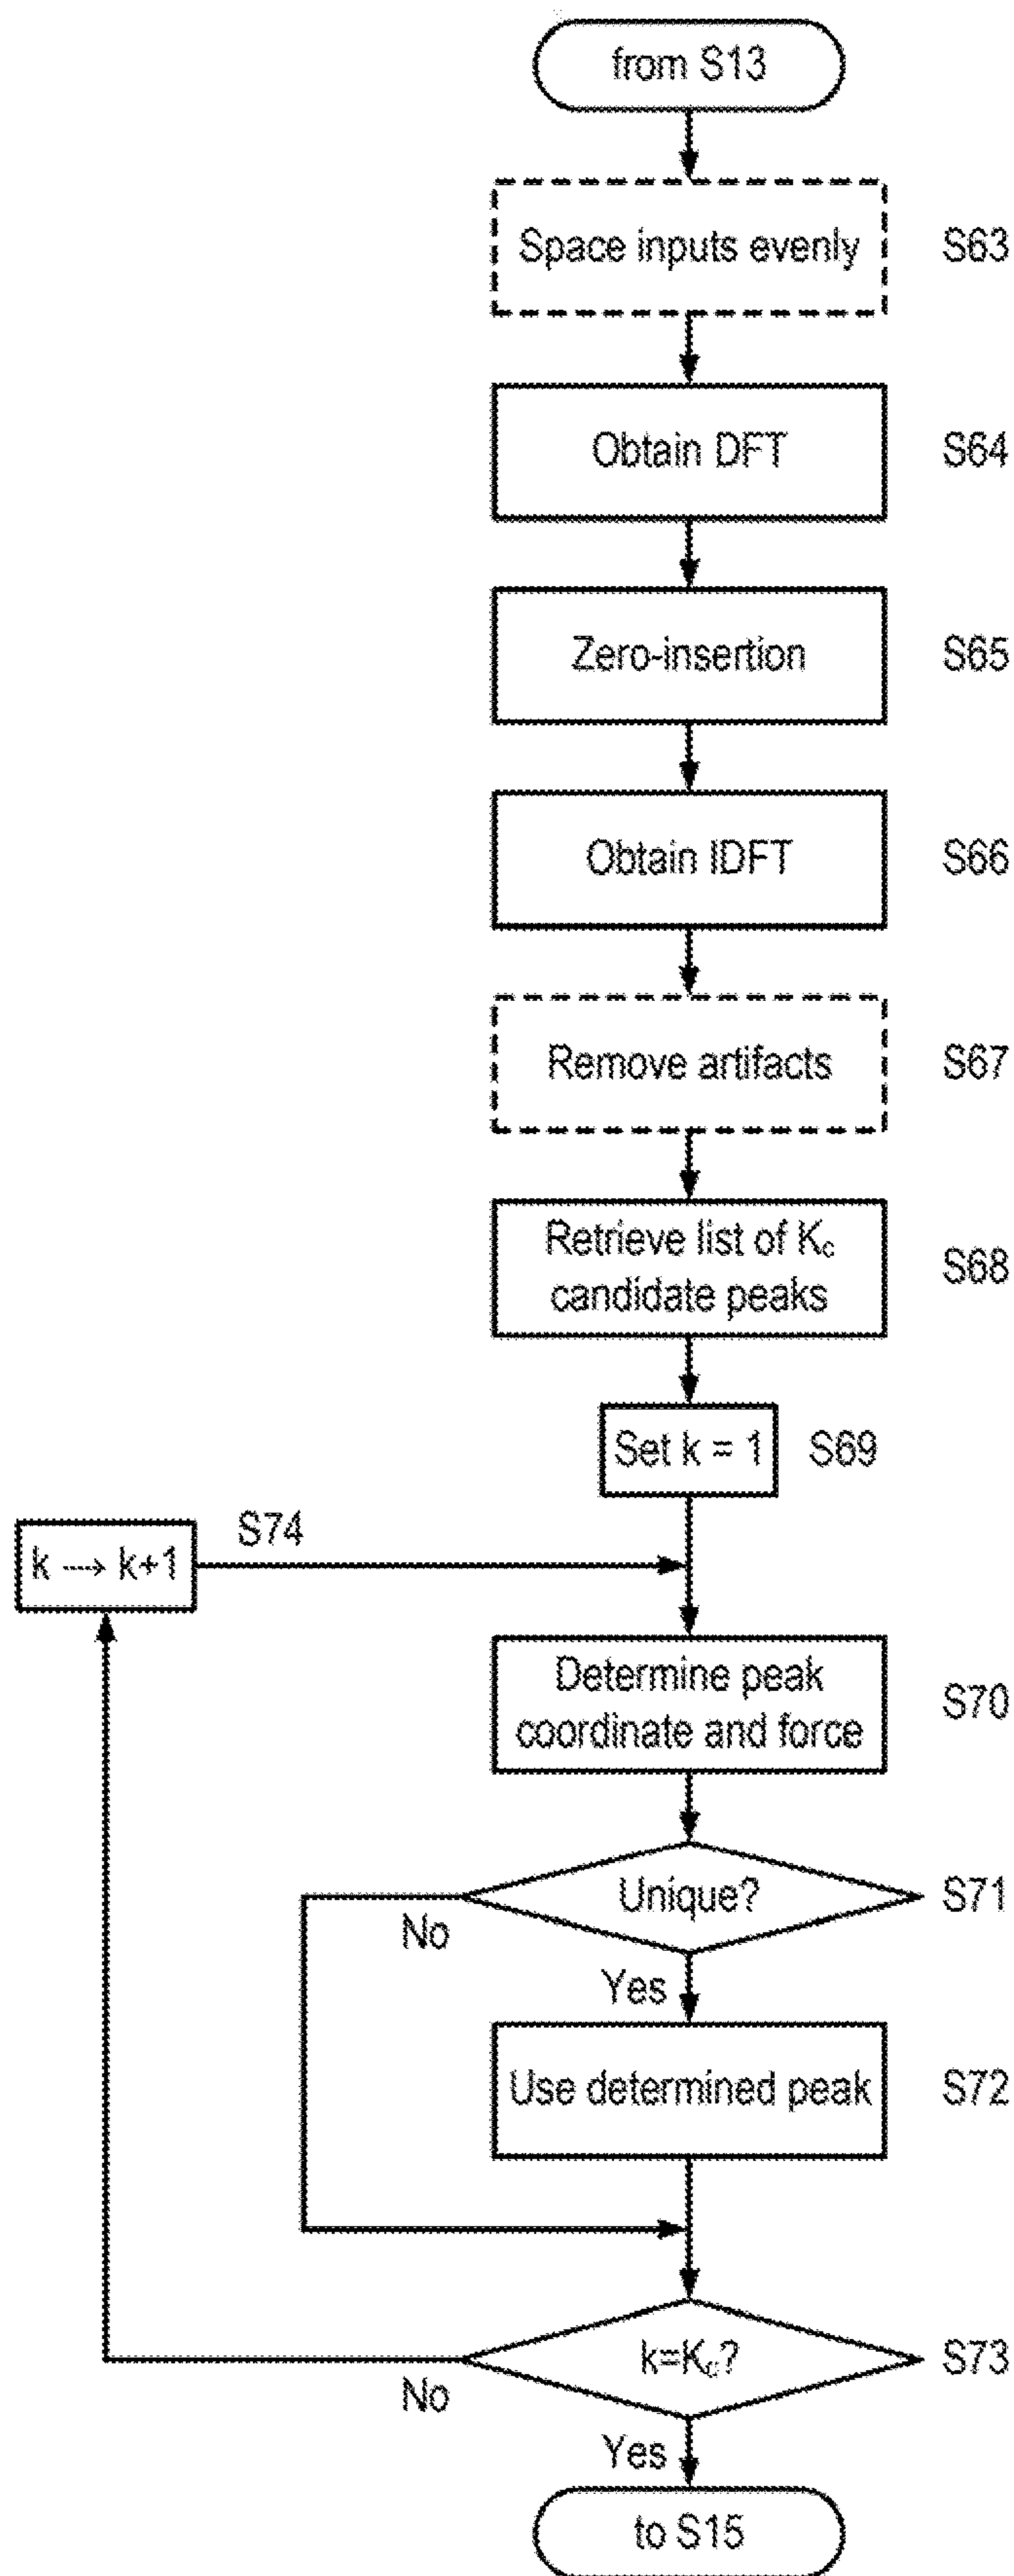 from S13
Space inputs evenly
S63
Obtain DFT
S64
Zero-insertion
S65
Obtain IDFT
S66
Remove artifacts
S67
Retrieve list of Kc
candidate peaks
S68
Set k = 1
S69
S74
k → k+1
Determine peak
coordinate and force
S70
Unique?
S71
No
Yes
Use determined peak
S72
k=Kc?
S73
No
Yes
to S15